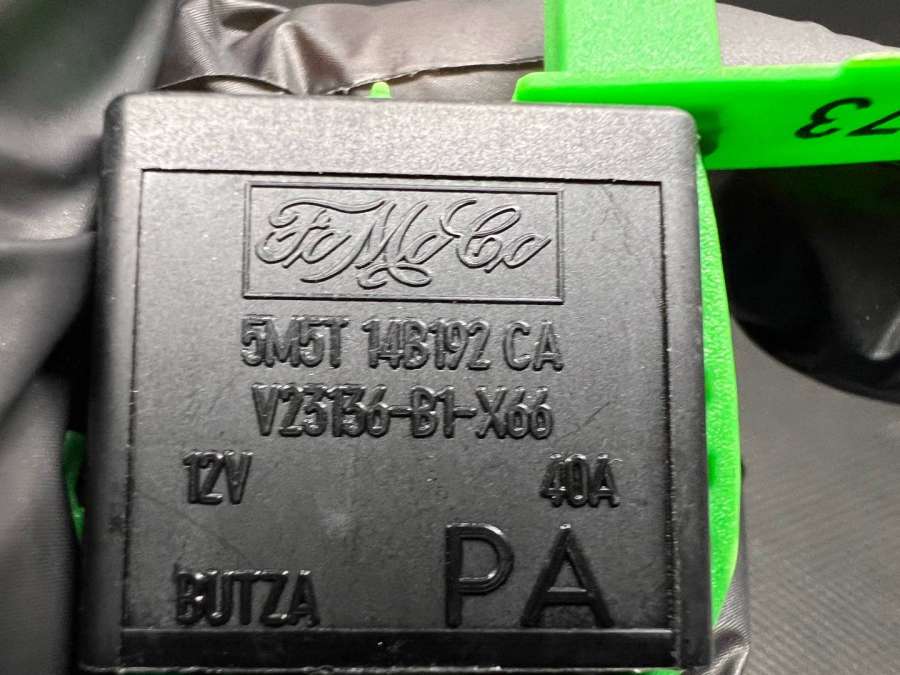 73
FoMoCo
5M5T 14B192 CA
V23136-B1-X66
12V 40A
BUTZA PA